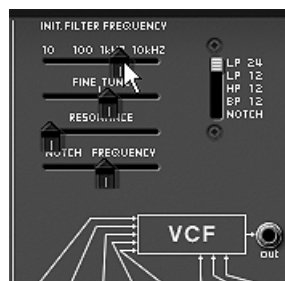 INIT. FILTER FREQUENCY
10 100 1kHZ 10kHZ
FINE TUNE
RESONANCE
NOTCH FREQUENCY
LP 24
LP 12
HP 12
BP 12
NOTCH
VCF
OUT